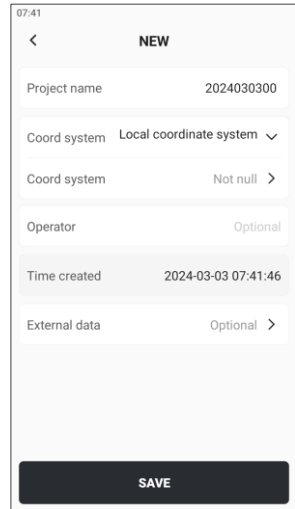 07:41
NEW
Project name 2024030300
Coord system Local coordinate system
Coord system Not null
Operator Optional
Time created 2024-03-03 07:41:46
External data Optional
SAVE